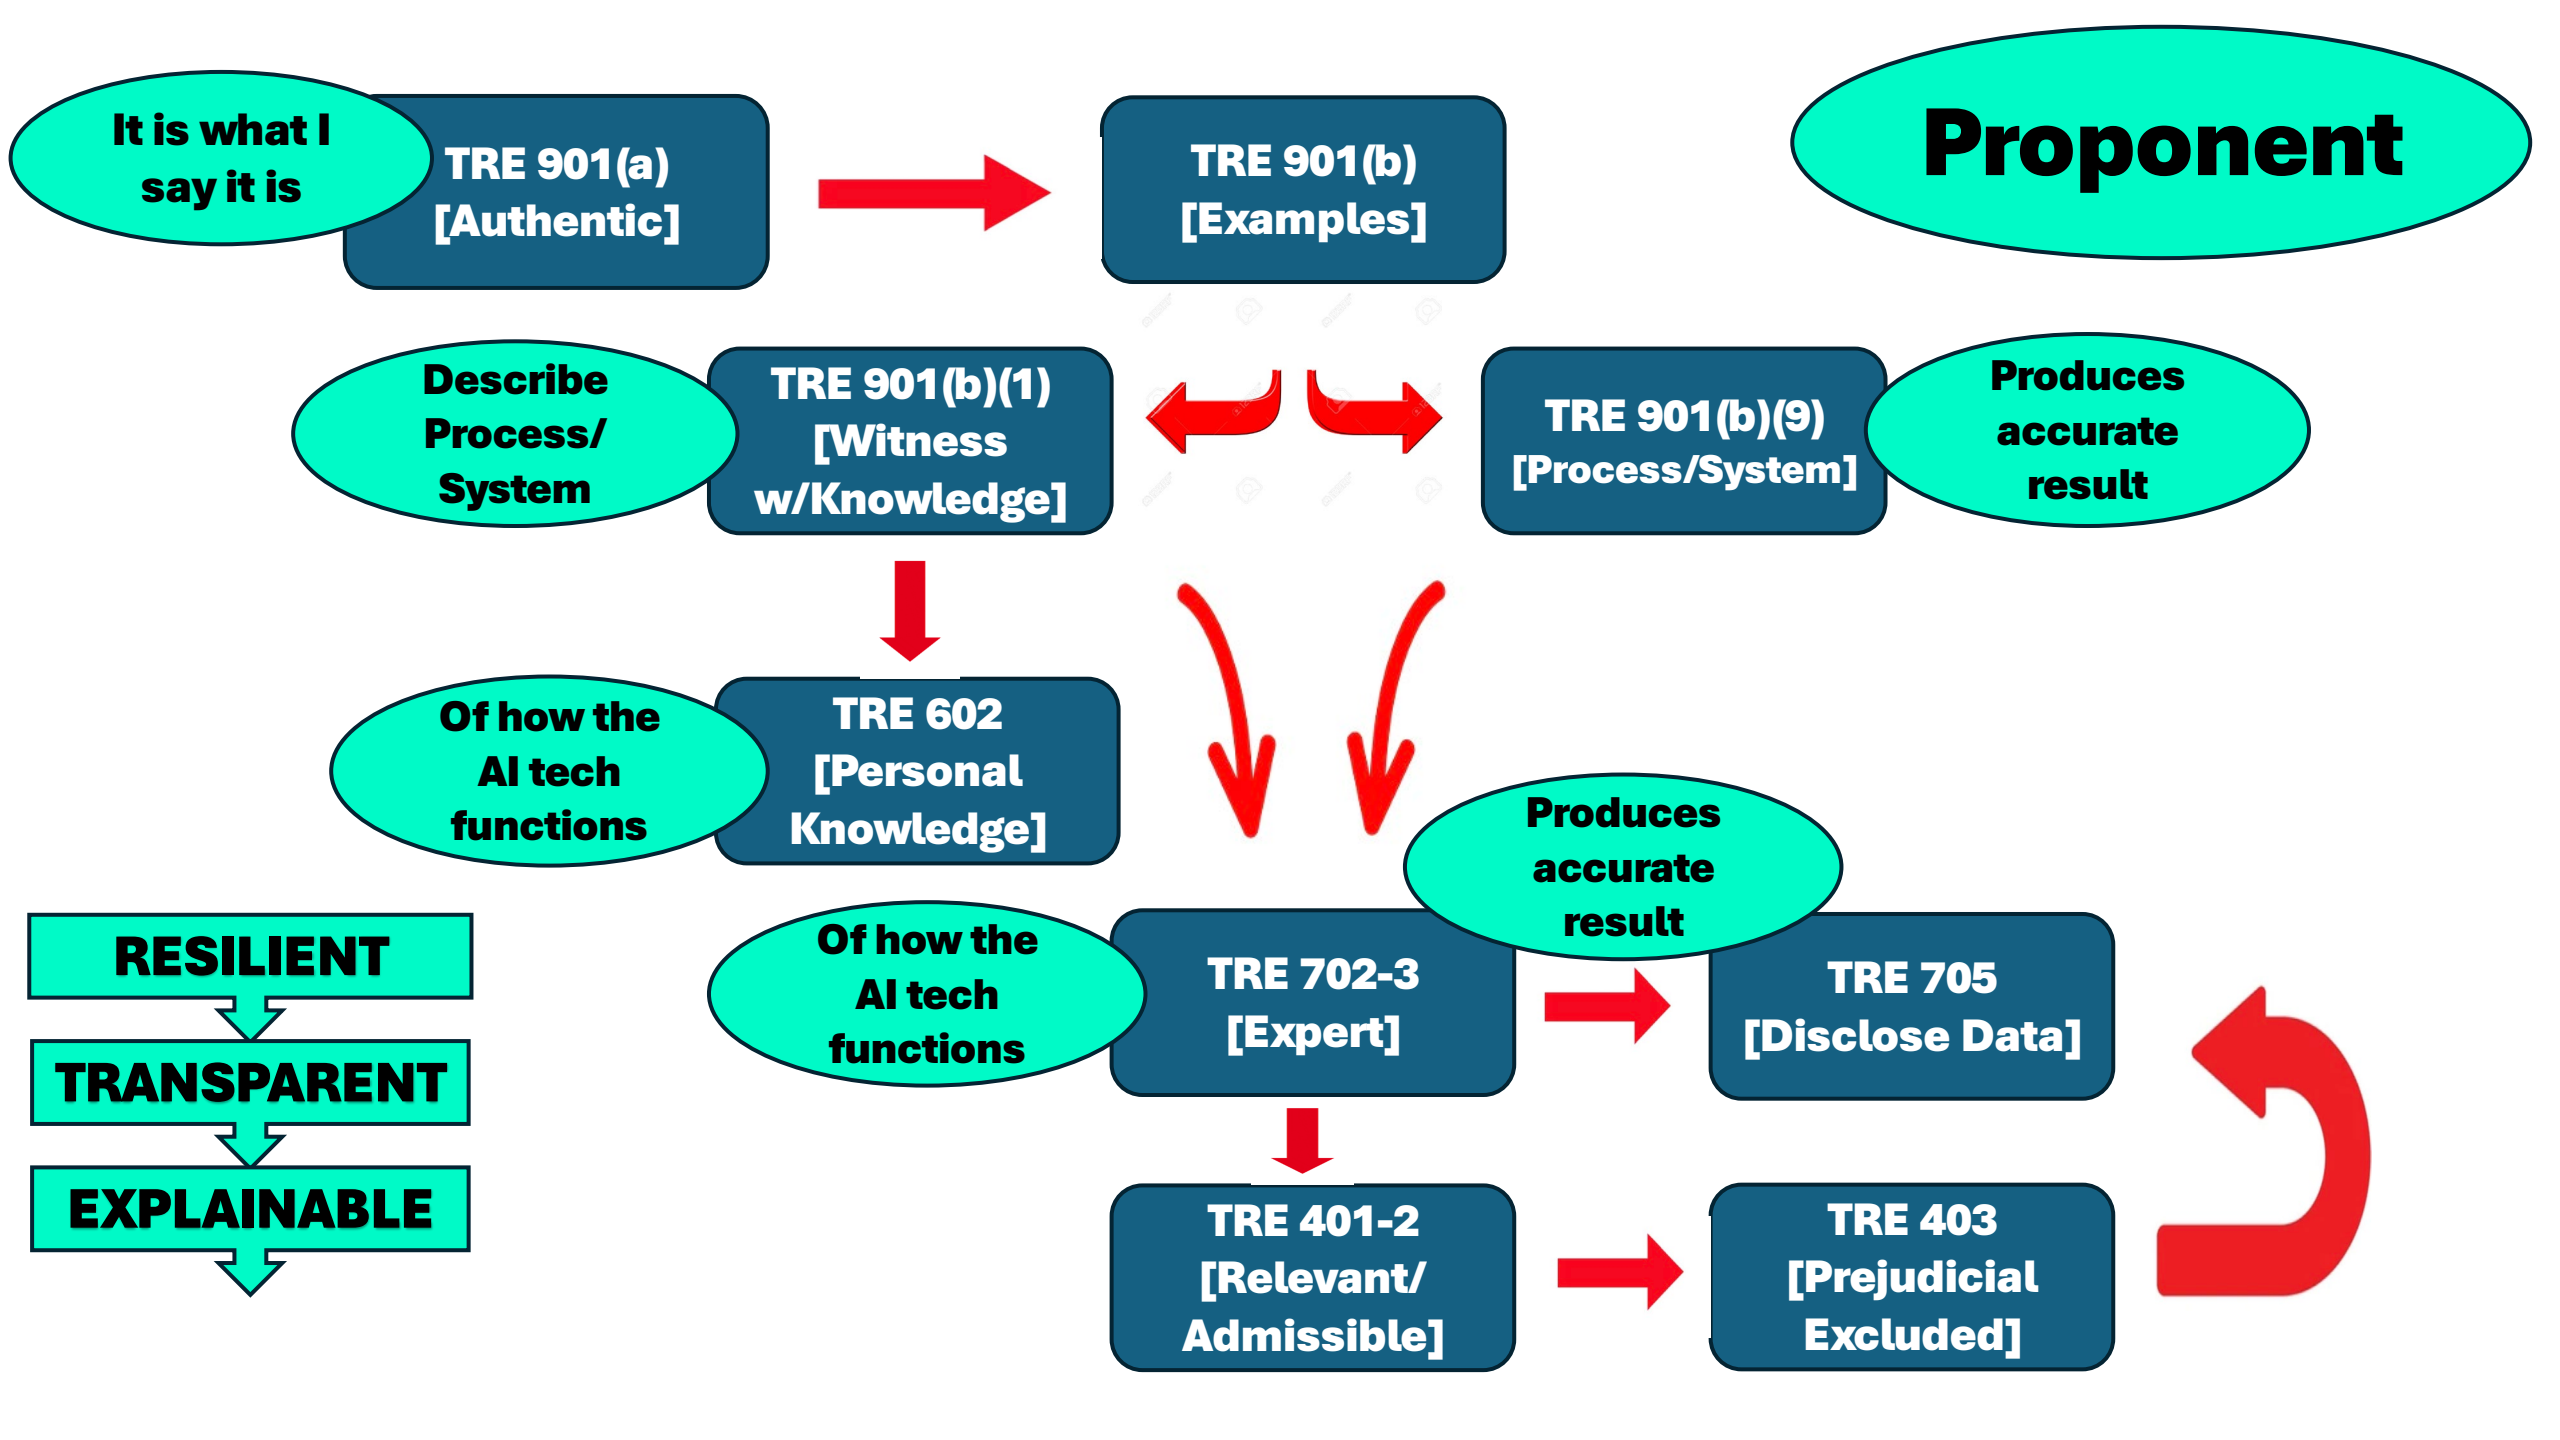 It is what I
say it is
TRE 901(a)
[Authentic]
TRE 901(b)
[Examples]
Proponent
Describe
Process/
System
TRE 901(b)(1)
[Witness
w/Knowledge]
TRE 901(b)(9)
[Process/System]
Produces
accurate
result
Of how the
AI tech
functions
TRE 602
[Personal
Knowledge]
Produces
accurate
result
Of how the
AI tech
functions
TRE 702-3
[Expert]
TRE 705
[Disclose Data]
RESILIENT
TRANSPARENT
EXPLAINABLE
TRE 401-2
[Relevant/
Admissible]
TRE 403
[Prejudicial
Excluded]